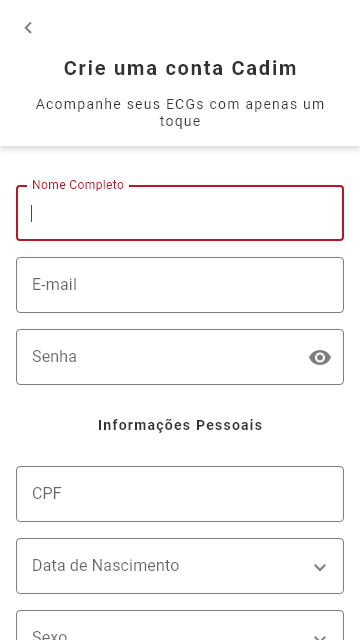 Crie uma conta Cadim
Acompanhe seus ECGs com apenas um
toque
Nome Completo
E-mail
Senha
Informações Pessoais
CPF
Data de Nascimento
Sexo